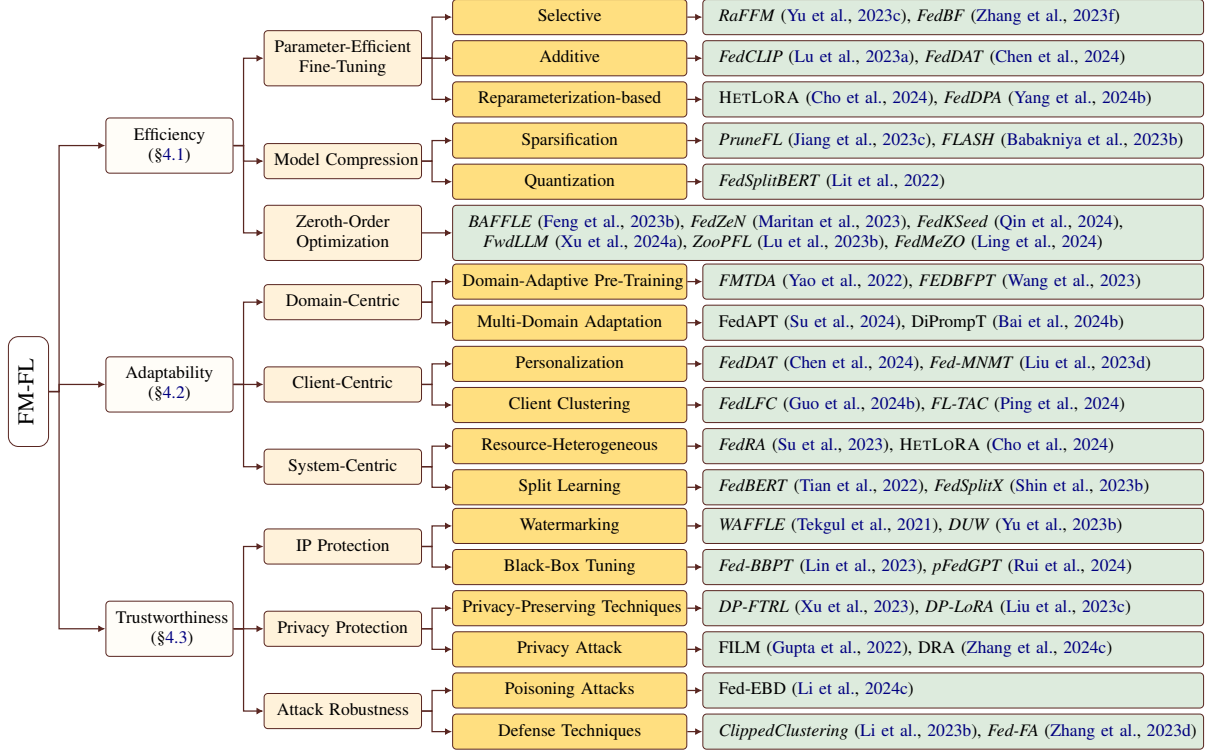 FM-FL
Efficiency
(§4.1)
Parameter-Efficient
Fine-Tuning
Selective
RaFFM (Yu et al., 2023c), FedBF (Zhang et al., 2023f)
Additive
FedCLIP (Lu et al., 2023a), FedDAT (Chen et al., 2024)
Reparameterization-based
HETLORA (Cho et al., 2024), FedDPA (Yang et al., 2024b)
Model Compression
Sparsification
PruneFL (Jiang et al., 2023c), FLASH (Babakniya et al., 2023b)
Quantization
FedSplitBERT (Lit et al., 2022)
Zeroth-Order
Optimization
BAFFLE (Feng et al., 2023b), FedZeN (Maritan et al., 2023), FedKSeed (Qin et al., 2024),
FwdLLM (Xu et al., 2024a), ZooPFL (Lu et al., 2023b), FedMeZO (Ling et al., 2024)
Adaptability
(§4.2)
Domain-Centric
Domain-Adaptive Pre-Training
FMTDA (Yao et al., 2022), FEDBFPT (Wang et al., 2023)
Multi-Domain Adaptation
FedAPT (Su et al., 2024), DiPrompT (Bai et al., 2024b)
Client-Centric
Personalization
FedDAT (Chen et al., 2024), Fed-MNMT (Liu et al., 2023d)
Client Clustering
FedLFC (Guo et al., 2024b), FL-TAC (Ping et al., 2024)
System-Centric
Resource-Heterogeneous
FedRA (Su et al., 2023), HETLORA (Cho et al., 2024)
Split Learning
FedBERT (Tian et al., 2022), FedSplitX (Shin et al., 2023b)
Trustworthiness
(§4.3)
IP Protection
Watermarking
WAFFLE (Tekgul et al., 2021), DUW (Yu et al., 2023b)
Black-Box Tuning
Fed-BBPT (Lin et al., 2023), pFedGPT (Rui et al., 2024)
Privacy Protection
Privacy-Preserving Techniques
DP-FTRL (Xu et al., 2023), DP-LoRA (Liu et al., 2023c)
Privacy Attack
FILM (Gupta et al., 2022), DRA (Zhang et al., 2024c)
Attack Robustness
Poisoning Attacks
Fed-EBD (Li et al., 2024c)
Defense Techniques
ClippedClustering (Li et al., 2023b), Fed-FA (Zhang et al., 2023d)